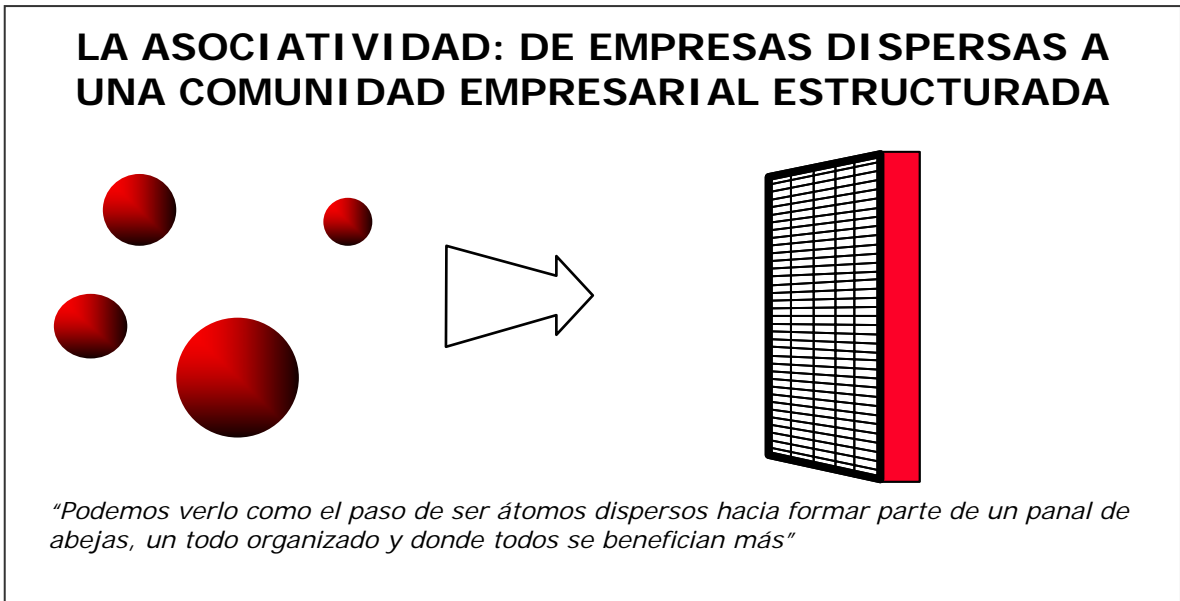 LA ASOCIATIVIDAD: DE EMPRESAS DISPERSAS A
UNA COMUNIDAD EMPRESARIAL ESTRUCTURADA
“Podemos verlo como el paso de ser átomos dispersos hacia formar parte de un panal de
abejas, un todo organizado y donde todos se benefician más”